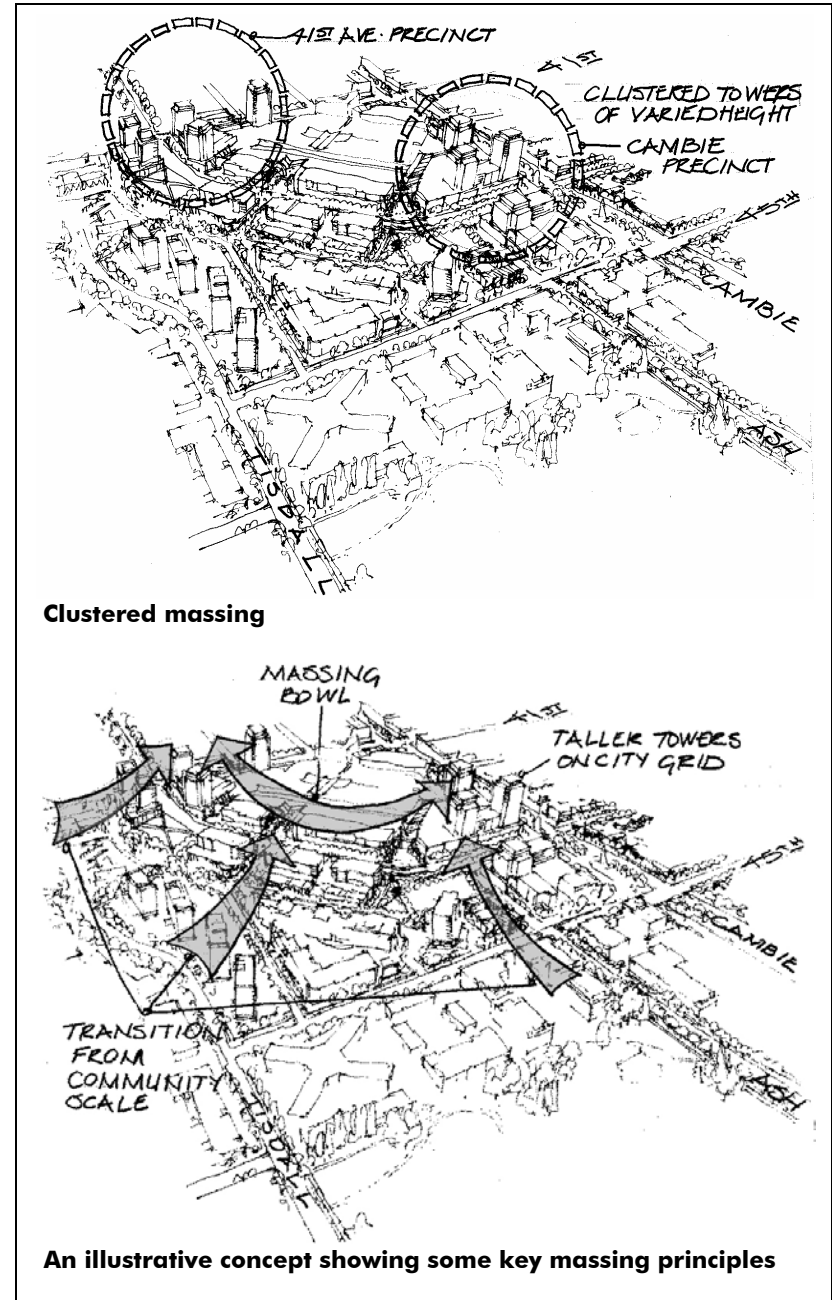 41ST AVE. PRECINCT
41ST
CLUSTERED TOWERS
OF VARIED HEIGHT
CAMBIE
PRECINCT
45TH
CAMBIE
ASH
TISDALL
Clustered massing
MASSING
BOWL
41ST
TALLER TOWERS
ON CITY GRID
45TH
CAMBIE
TRANSITION
FROM
COMMUNITY
SCALE
ASH
TISDALL
An illustrative concept showing some key massing principles